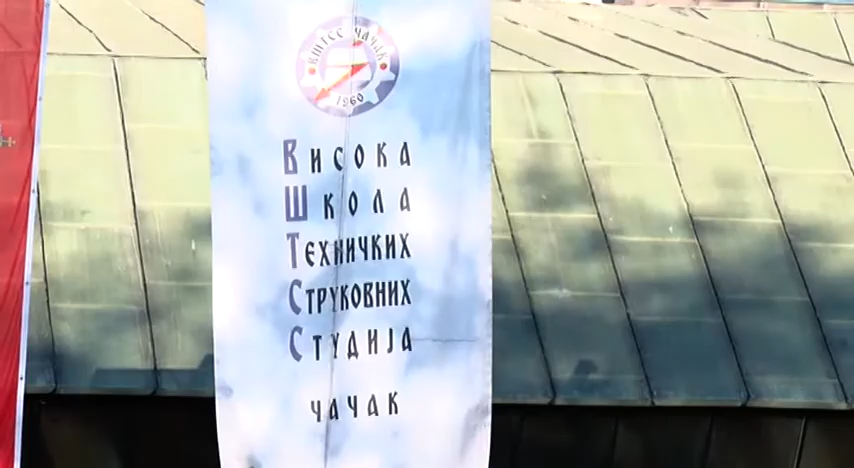 ВШТСС ЧАЧАК
1960
ВИСОКА
ШКОЛА
ТЕХНИЧКИХ
СТРУКОВНИХ
СТУДИЈА
ЧАЧАК